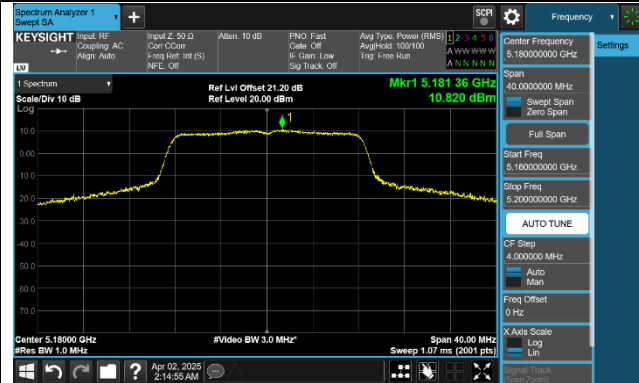 Spectrum Analyzer 1
Swept SA
SCPI
Frequency
KEYSIGHT
Input: RF
Coupling: AC
Align: Auto
Input Z: 50 Ω
Corr CCorr
Freq Ref: Int (S)
NFE: Off
Atten: 10 dB
PNO: Fast
Gate: Off
IF Gain: Low
Sig Track: Off
Avg Type: Power (RMS)
Avg|Hold: 100/100
Trig: Free Run
1 2 3 4 5 6
A W W W W W
A N N N N N
LXI
1 Spectrum
Scale/Div 10 dB
Log
Ref Lvl Offset 21.20 dB
Ref Level 20.00 dBm
Mkr1 5.181 36 GHz
10.820 dBm
1
10.0
0.00
-10.0
-20.0
-30.0
-40.0
-50.0
-60.0
-70.0
Center 5.18000 GHz
#Res BW 1.0 MHz
#Video BW 3.0 MHz*
Span 40.00 MHz
Sweep 1.07 ms (2001 pts)
Apr 02, 2025
2:14:55 AM
Center Frequency
5.180000000 GHz
Settings
Span
40.0000000 MHz
Swept Span
Zero Span
Full Span
Start Freq
5.160000000 GHz
Stop Freq
5.200000000 GHz
AUTO TUNE
CF Step
4.000000 MHz
Auto
Man
Freq Offset
0 Hz
X Axis Scale
Log
Lin
Signal Track
(Span Zoom)